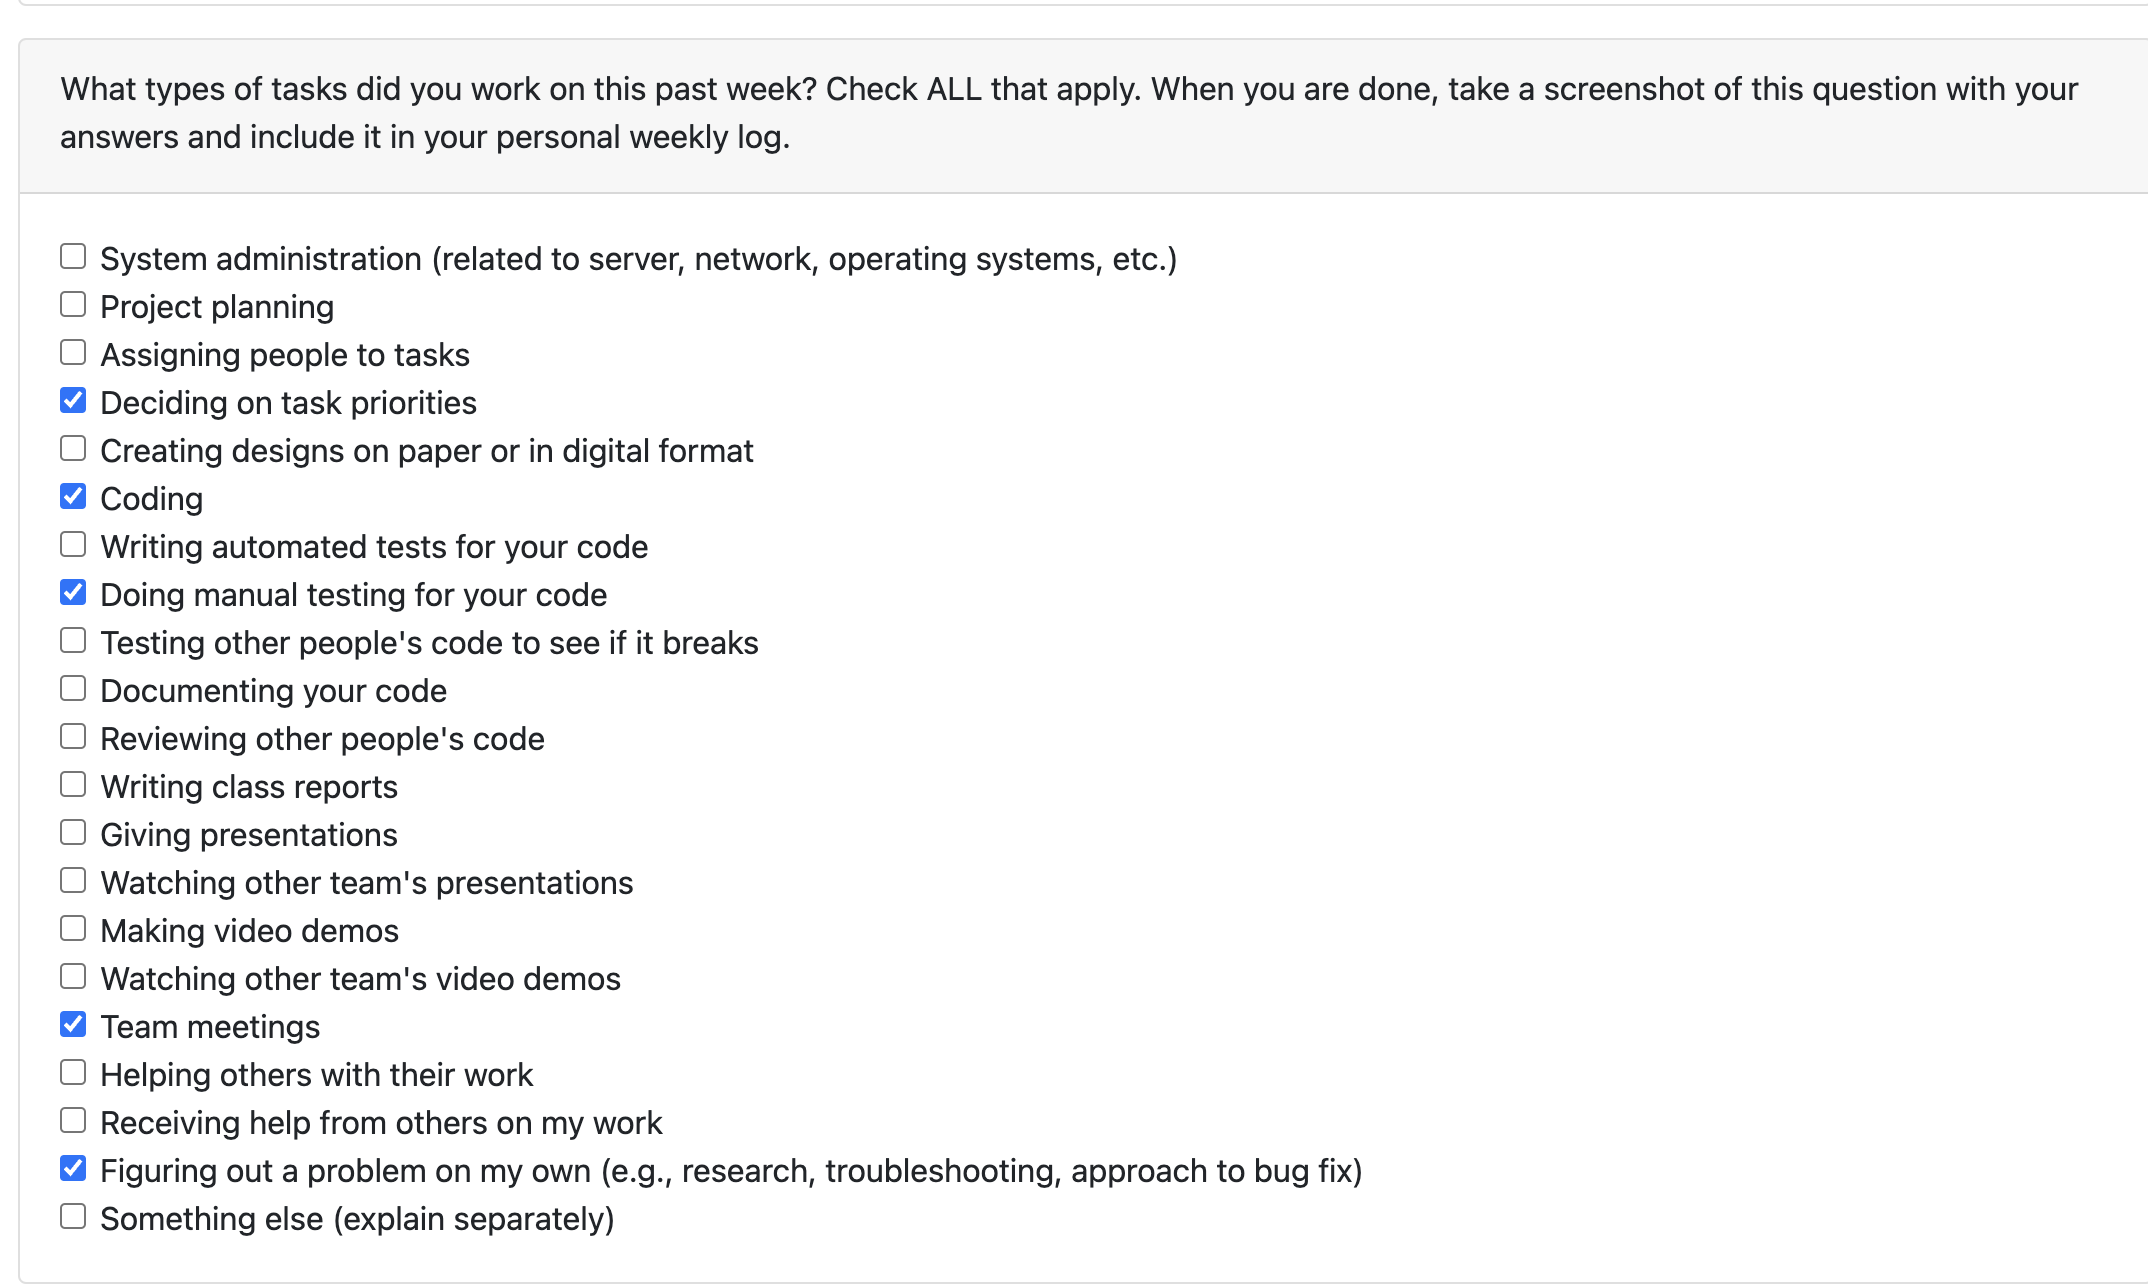 What types of tasks did you work on this past week? Check ALL that apply. When you are done, take a screenshot of this question with your
answers and include it in your personal weekly log.
System administration (related to server, network, operating systems, etc.)
Project planning
Assigning people to tasks
Deciding on task priorities
Creating designs on paper or in digital format
Coding
Writing automated tests for your code
Doing manual testing for your code
Testing other people's code to see if it breaks
Documenting your code
Reviewing other people's code
Writing class reports
Giving presentations
Watching other team's presentations
Making video demos
Watching other team's video demos
Team meetings
Helping others with their work
Receiving help from others on my work
Figuring out a problem on my own (e.g., research, troubleshooting, approach to bug fix)
Something else (explain separately)